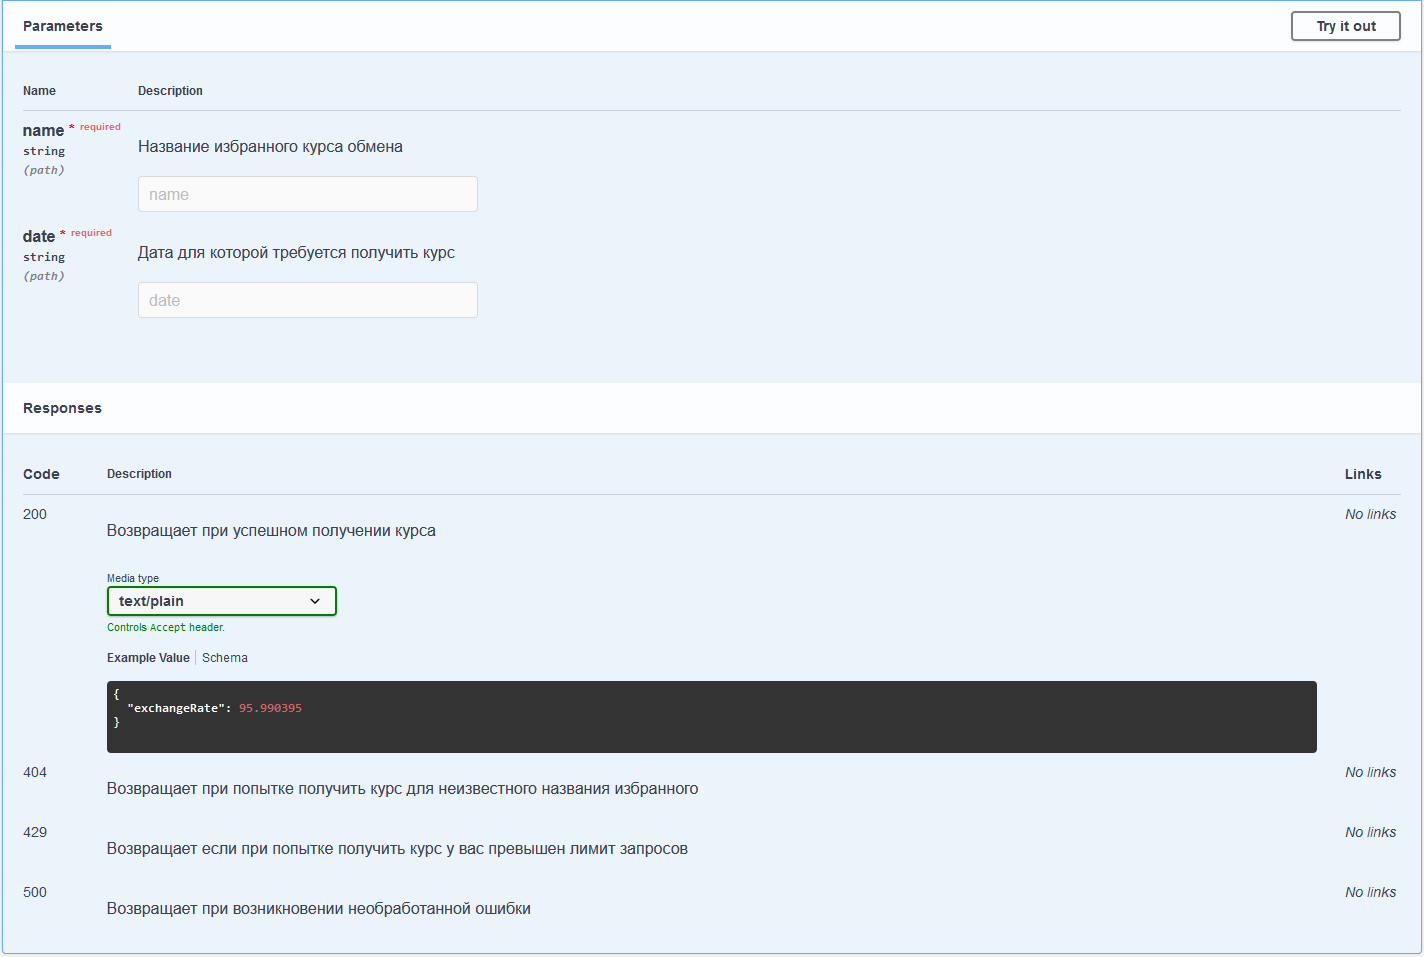 Parameters
Try it out
Name Description
name * required
string
(path)
Название избранного курса обмена
name
date * required
string
(path)
Дата для которой требуется получить курс
date
Responses
Code Description Links
200
Возвращает при успешном получении курса
No links
Media type
text/plain
Controls Accept header.
Example Value Schema
{
"exchangeRate": 95.990395
}
404
Возвращает при попытке получить курс для неизвестного названия избранного
No links
429
Возвращает если при попытке получить курс у вас превышен лимит запросов
No links
500
Возвращает при возникновении необработанной ошибки
No links